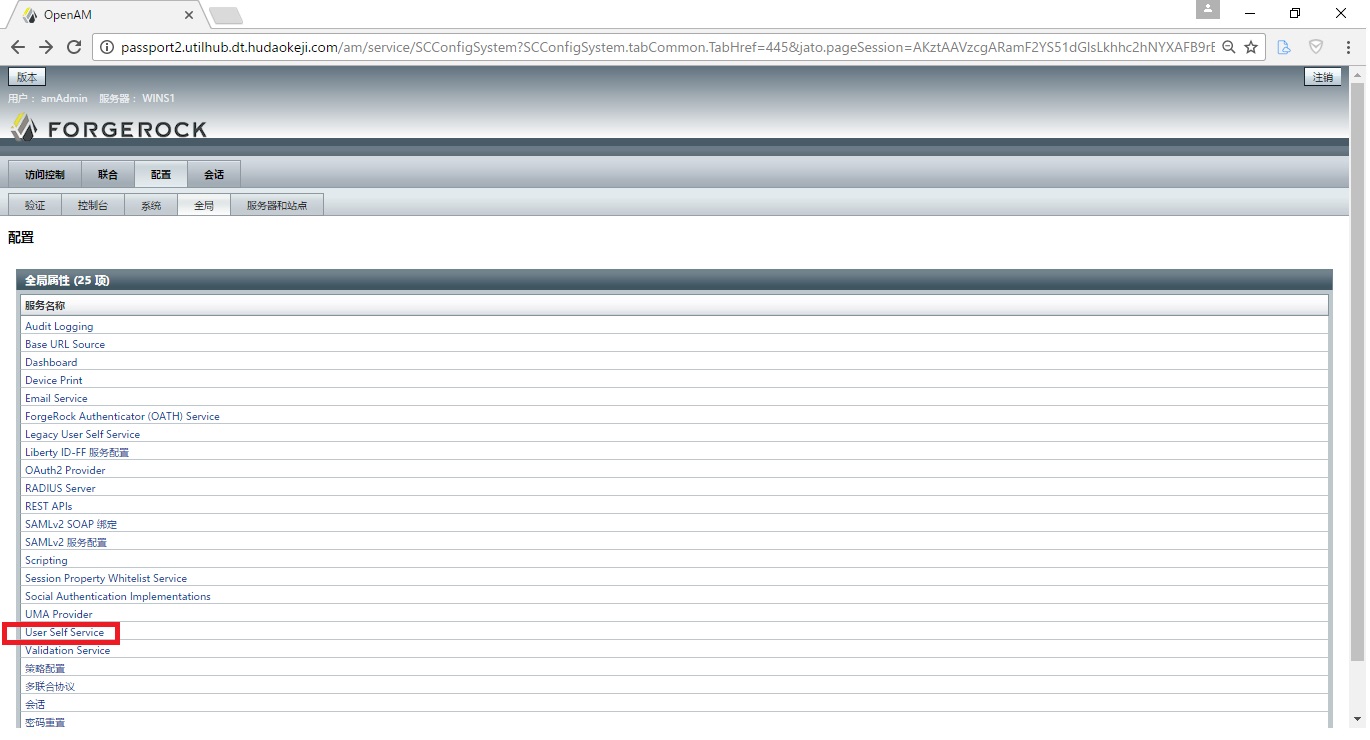 OpenAM
passport2.utilhub.dt.hudaokeji.com/am/service/SCConfigSystem?SCConfigSystem.tabCommon.TabHref=445&jato.pageSession=AKztAAVzcgARamF2YS51dGlsLkhhc2hNYXAFB9rE
版本
注销
用户： amAdmin 服务器： WINS1
FORGEROCK
访问控制 联合 配置 会话
验证 控制台 系统 全局 服务器和站点
配置
全局属性 (25 项)
服务名称
Audit Logging
Base URL Source
Dashboard
Device Print
Email Service
ForgeRock Authenticator (OATH) Service
Legacy User Self Service
Liberty ID-FF 服务配置
OAuth2 Provider
RADIUS Server
REST APIs
SAMLv2 SOAP 绑定
SAMLv2 服务配置
Scripting
Session Property Whitelist Service
Social Authentication Implementations
UMA Provider
User Self Service
Validation Service
策略配置
多联合协议
会话
密码重置